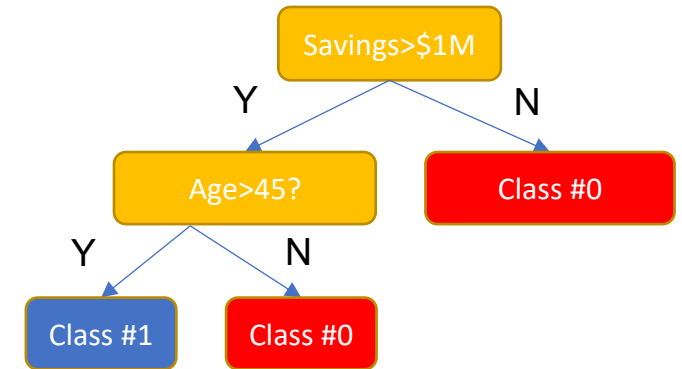 Savings>$1M
Y
N
Age>45?
Class #0
Y
N
Class #1
Class #0